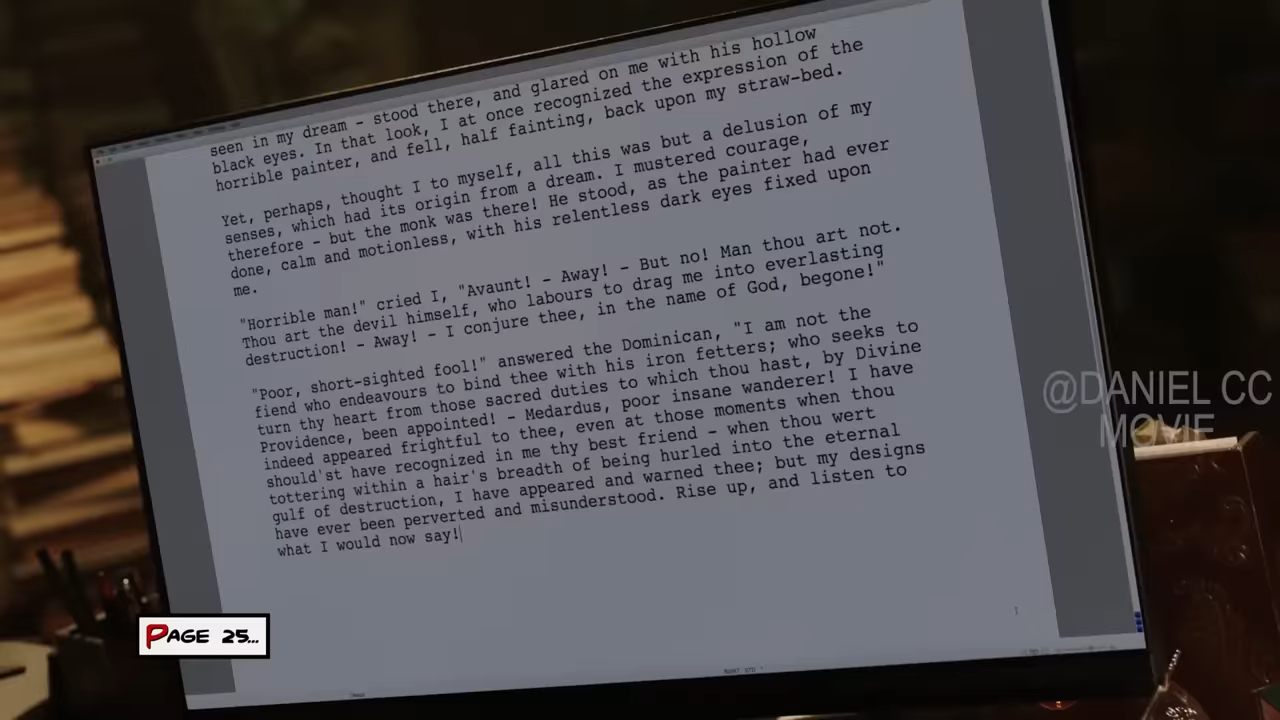 seen in my dream - stood there, and glared on me with his hollow
black eyes. In that look, I at once recognized the expression of the
horrible painter, and fell, half fainting, back upon my straw-bed.
Yet, perhaps, thought I to myself, all this was but a delusion of my
senses, which had its origin from a dream. I mustered courage,
therefore - but the monk was there! He stood, as the painter had ever
done, calm and motionless, with his relentless dark eyes fixed upon
me.
"Horrible man!" cried I, "Avaunt! - Away! - But no! Man thou art not.
Thou art the devil himself, who labours to drag me into everlasting
destruction! - Away! - I conjure thee, in the name of God, begone!"
"Poor, short-sighted fool!" answered the Dominican, "I am not the
fiend who endeavours to bind thee with his iron fetters; who seeks to
turn thy heart from those sacred duties to which thou hast, by Divine
Providence, been appointed! - Medardus, poor insane wanderer! I have
indeed appeared frightful to thee, even at those moments when thou
should'st have recognized in me thy best friend - when thou wert
tottering within a hair's breadth of being hurled into the eternal
gulf of destruction, I have appeared and warned thee; but my designs
have ever been perverted and misunderstood. Rise up, and listen to
what I would now say!
@DANIEL CC
MOVIE
PAGE 25...